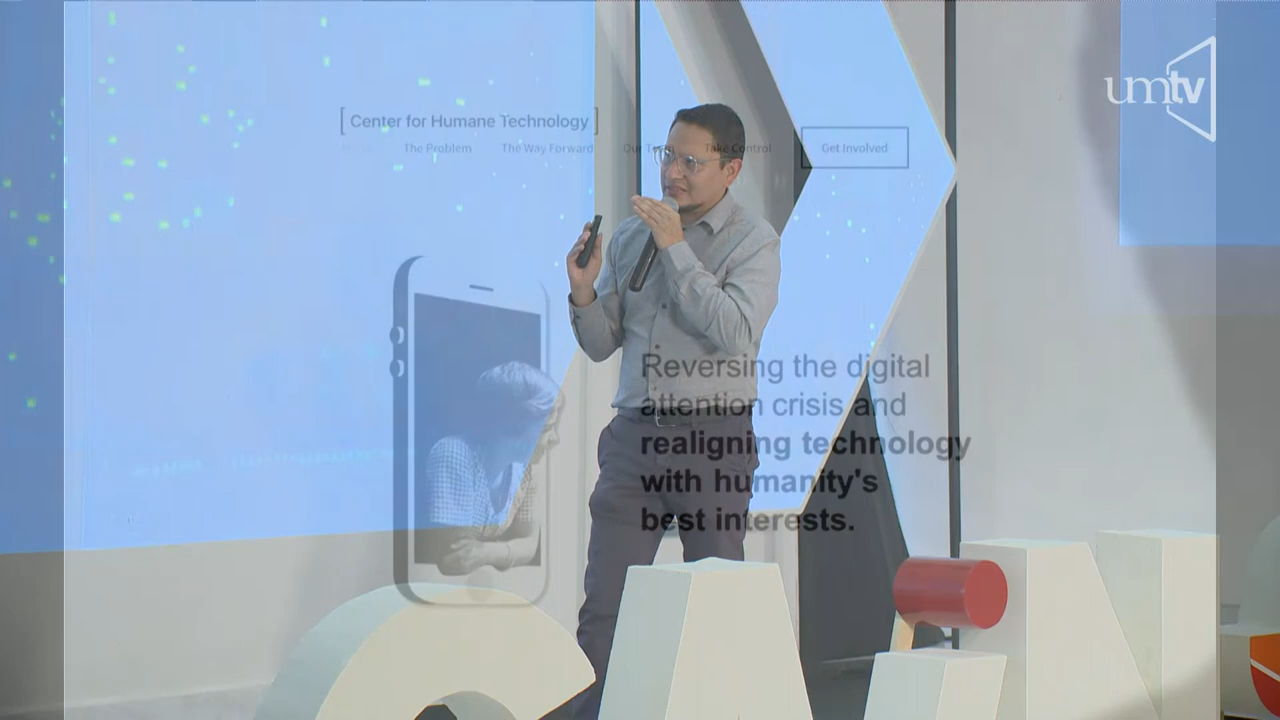 umtv
[Center for Humane Technology]
The Problem The Way Forward Take Control Get Involved
Reversing the digital
attention crisis and
realigning technology
with humanity's
best interests.
CAiN